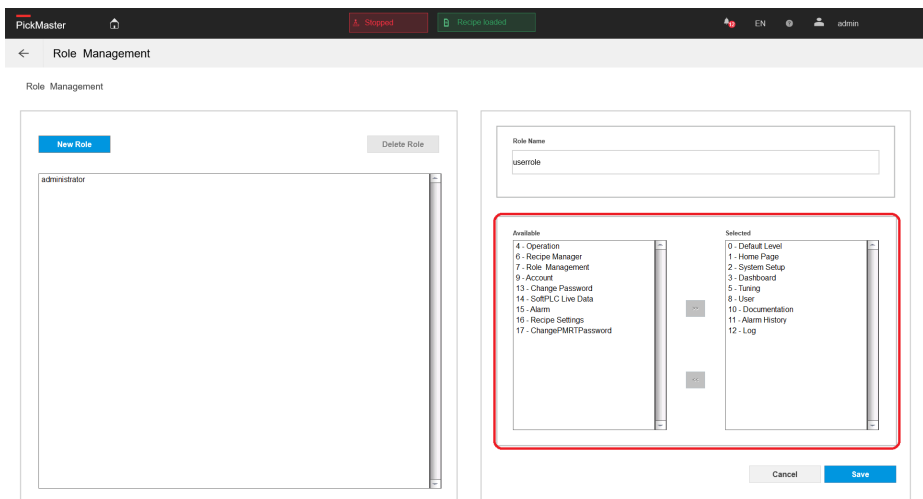 PickMaster
Stopped
Recipe loaded
12
EN
admin
Role Management
Role Management
New Role
Delete Role
administrator
Role Name
userrole
Available
4 - Operation
6 - Recipe Manager
7 - Role Management
9 - Account
13 - Change Password
14 - SoftPLC Live Data
15 - Alarm
16 - Recipe Settings
17 - ChangePMRTPassword
Selected
0 - Default Level
1 - Home Page
2 - System Setup
3 - Dashboard
5 - Tuning
8 - User
10 - Documentation
11 - Alarm History
12 - Log
Cancel
Save